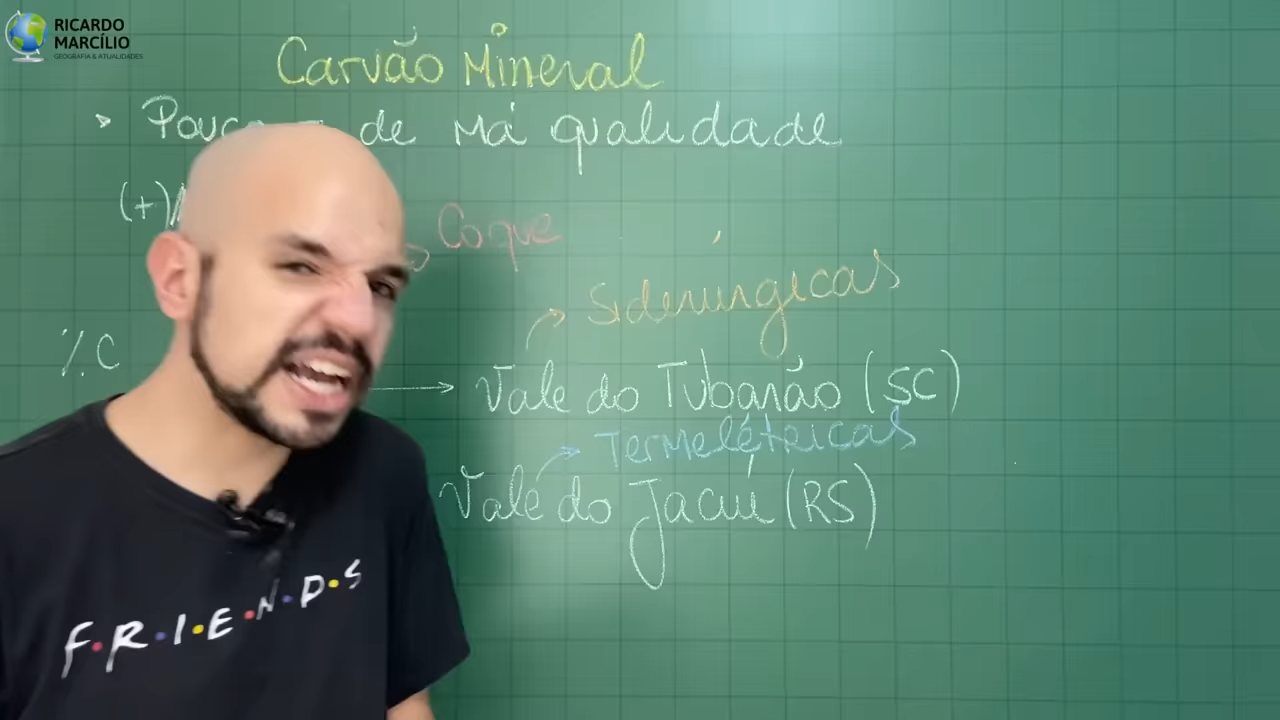 RICARDO
MARCÍLIO
GEOGRAFIA & ATUALIDADES
Carvão Mineral
de má qualidade
(+)
Coque
Siderúrgicas
%C
Vale do Tubarão (SC)
Termelétricas
Vale do Jacuí (RS)
F.R.I.E.N.D.S